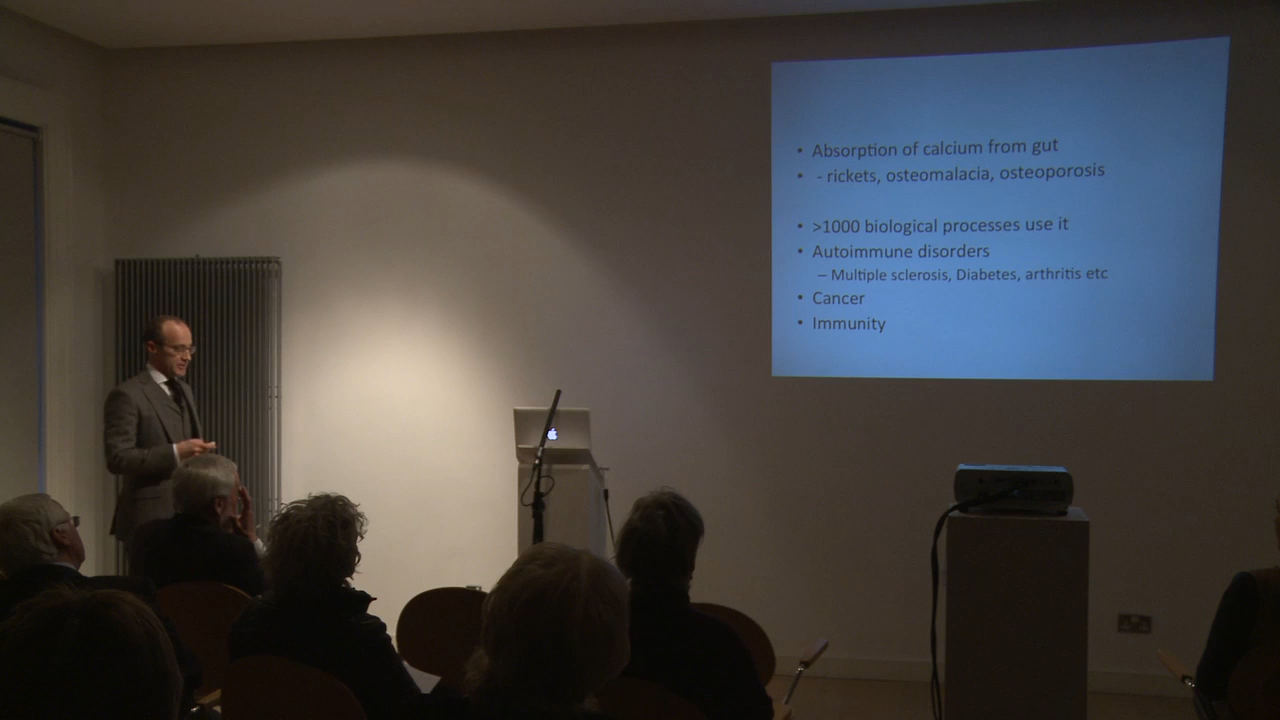 • Absorption of calcium from gut
• - rickets, osteomalacia, osteoporosis
• >1000 biological processes use it
• Autoimmune disorders
– Multiple sclerosis, Diabetes, arthritis etc
• Cancer
• Immunity